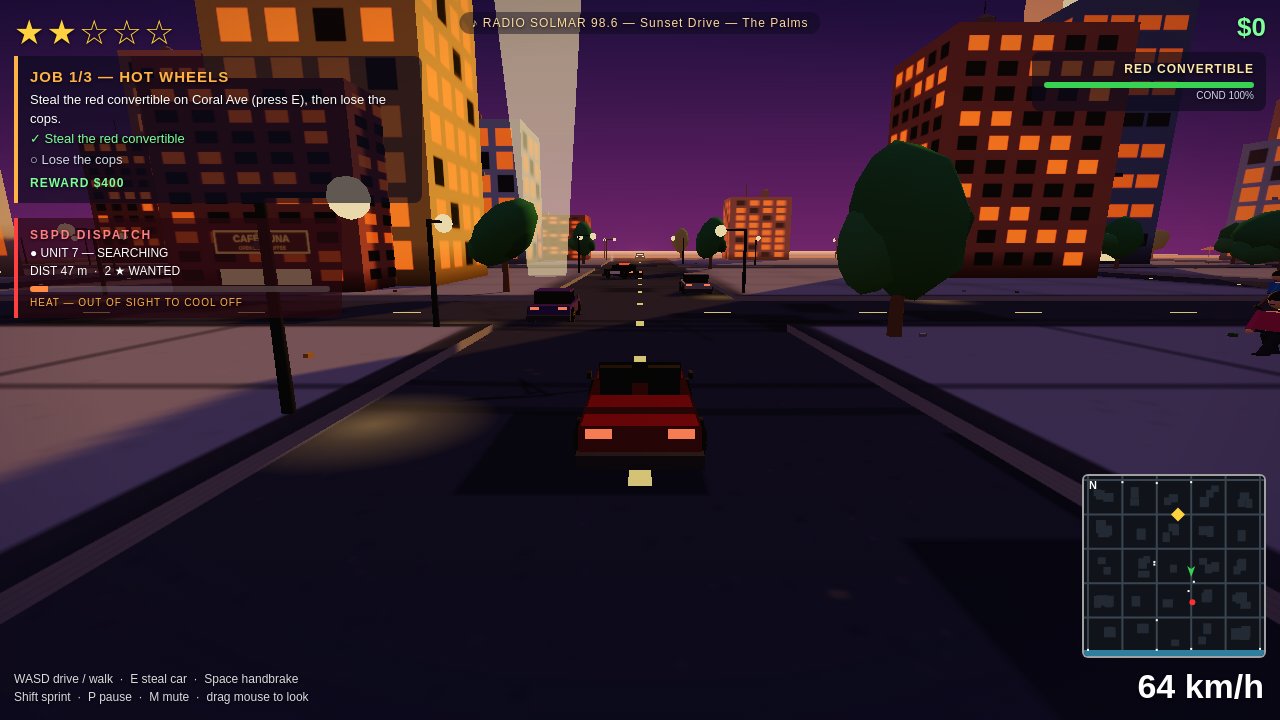 ♪ RADIO SOLMAR 98.6 — Sunset Drive — The Palms
$0
JOB 1/3 — HOT WHEELS
Steal the red convertible on Coral Ave (press E), then lose the
cops.
✓ Steal the red convertible
○ Lose the cops
REWARD $400
RED CONVERTIBLE
COND 100%
SBPD DISPATCH
● UNIT 7 — SEARCHING
DIST 47 m · 2 ★ WANTED
HEAT — OUT OF SIGHT TO COOL OFF
N
64 km/h
WASD drive / walk · E steal car · Space handbrake
Shift sprint · P pause · M mute · drag mouse to look